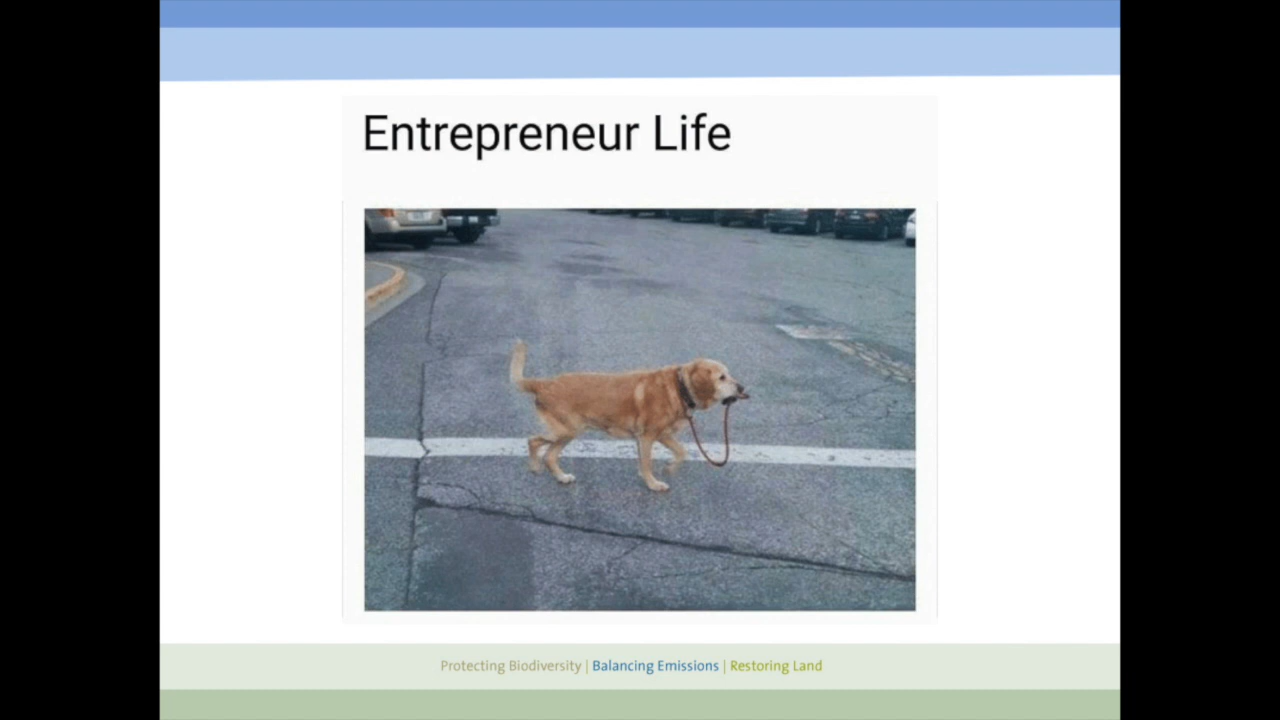 Entrepreneur Life
Protecting Biodiversity | Balancing Emissions | Restoring Land